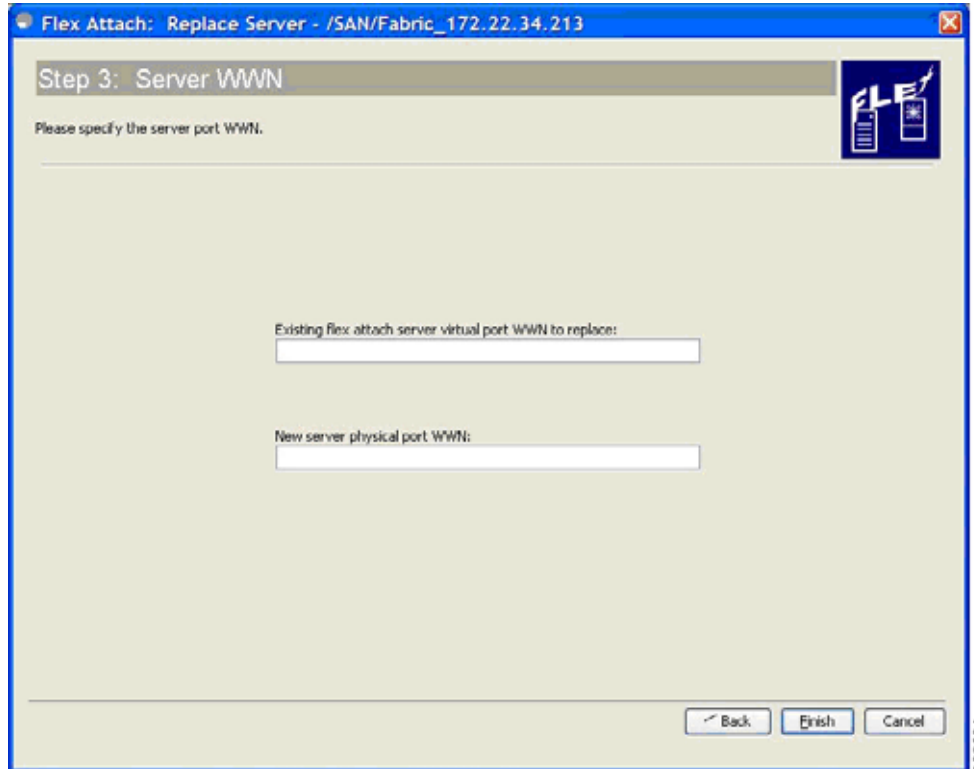 Flex Attach: Replace Server - /SAN/Fabric_172.22.34.213
Step 3: Server WWN
FLEX
Please specify the server port WWN.
Existing flex attach server virtual port WWN to replace:
New server physical port WWN:
Back Finish Cancel